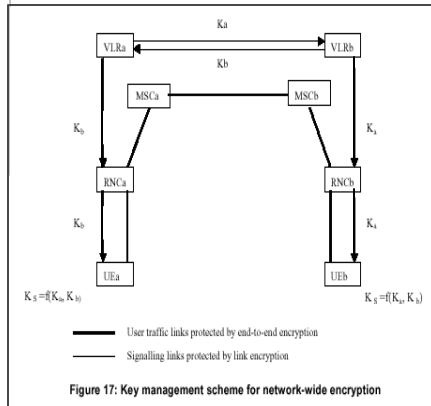 Ka
VLRa VLRb
Kb
MSCa MSCb
Kb Ka
RNCa RNCb
Kb Ka
UEa UEb
KS =f(Ka, Kb) KS =f(Ka, Kb)
User traffic links protected by end-to-end encryption
Signalling links protected by link encryption
Figure 17: Key management scheme for network-wide encryption